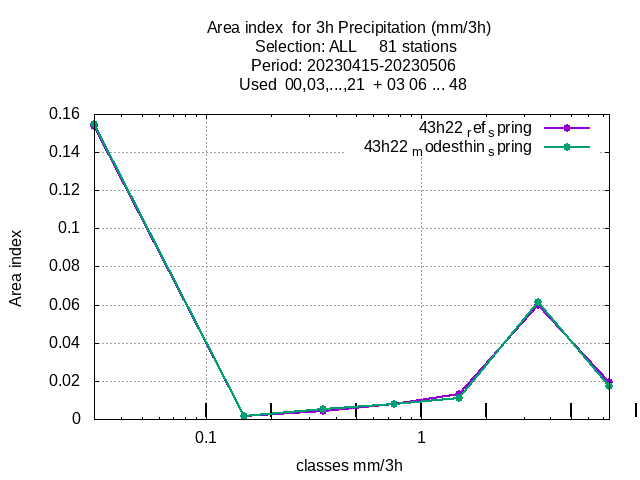 Area index  for 3h Precipitation (mm/3h)
Selection: ALL     81 stations
Period: 20230415-20230506
Used  00,03,...,21  + 03 06 ... 48
0.16
43h22 ref spring
0.14
43h22 modesthin spring
0.12
0.1
0.08
0.06
0.04
0.02
0
Area index
0.1
1
classes mm/3h